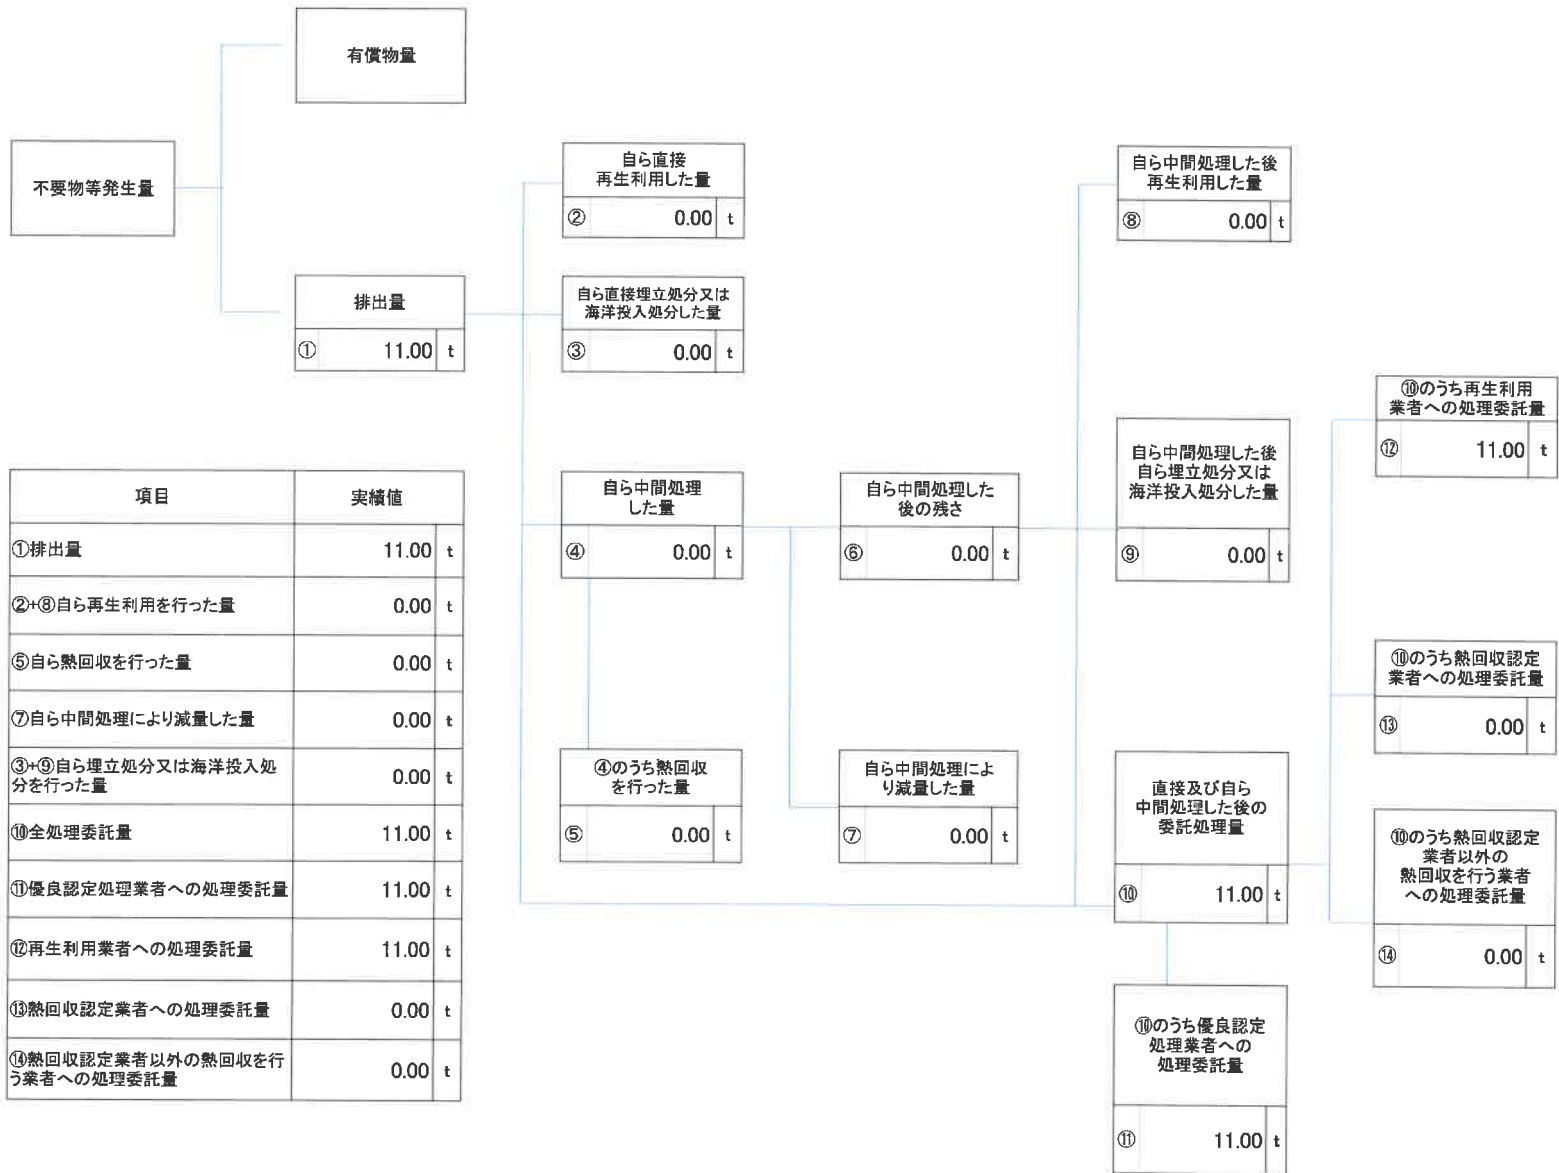 有償物量
不要物等発生量
排出量
① 11.00 t
自ら直接
再生利用した量
② 0.00 t
自ら直接埋立処分又は
海洋投入処分した量
③ 0.00 t
自ら中間処理
した量
④ 0.00 t
④のうち熱回収
を行った量
⑤ 0.00 t
自ら中間処理した
後の残さ
⑥ 0.00 t
自ら中間処理によ
り減量した量
⑦ 0.00 t
自ら中間処理した後
再生利用した量
⑧ 0.00 t
自ら中間処理した後
自ら埋立処分又は
海洋投入処分した量
⑨ 0.00 t
直接及び自ら
中間処理した後の
委託処理量
⑩ 11.00 t
⑩のうち優良認定
処理業者への
処理委託量
⑪ 11.00 t
⑩のうち再生利用
業者への処理委託量
⑫ 11.00 t
⑩のうち熱回収認定
業者への処理委託量
⑬ 0.00 t
⑩のうち熱回収認定
業者以外の
熱回収を行う業者
への処理委託量
⑭ 0.00 t
項目 実績値
①排出量 11.00 t
②+⑧自ら再生利用を行った量 0.00 t
⑤自ら熱回収を行った量 0.00 t
⑦自ら中間処理により減量した量 0.00 t
③+⑨自ら埋立処分又は海洋投入処
分を行った量 0.00 t
⑩全処理委託量 11.00 t
⑪優良認定処理業者への処理委託量 11.00 t
⑫再生利用業者への処理委託量 11.00 t
⑬熱回収認定業者への処理委託量 0.00 t
⑭熱回収認定業者以外の熱回収を行
う業者への処理委託量 0.00 t